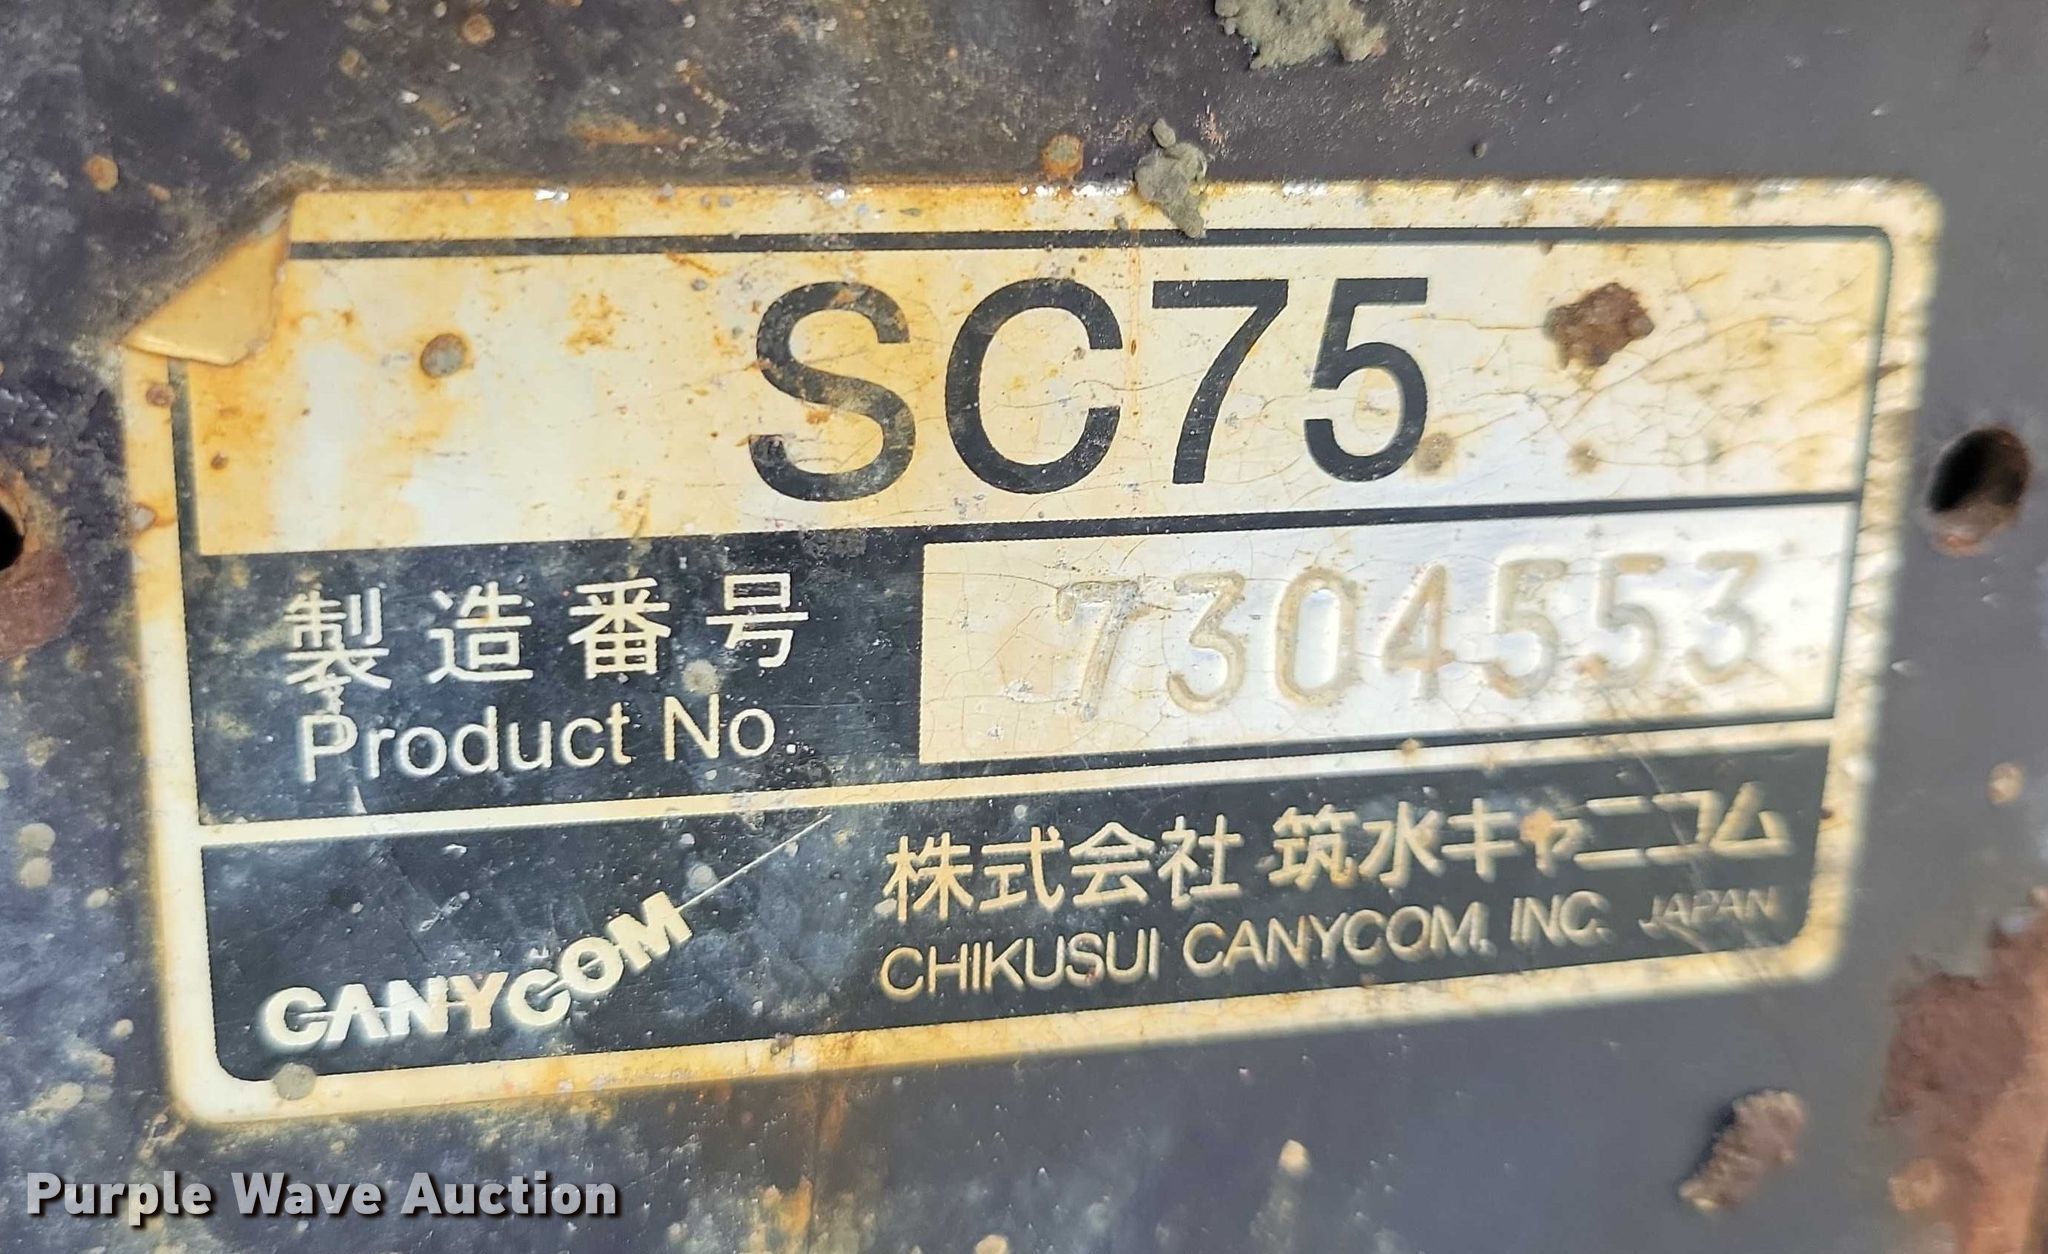 SC75
製造番号
Product No.
7304553
CANYCOM
株式会社 筑水キャニコム
CHIKUSUI CANYCOM, INC. JAPAN
Purple Wave Auction